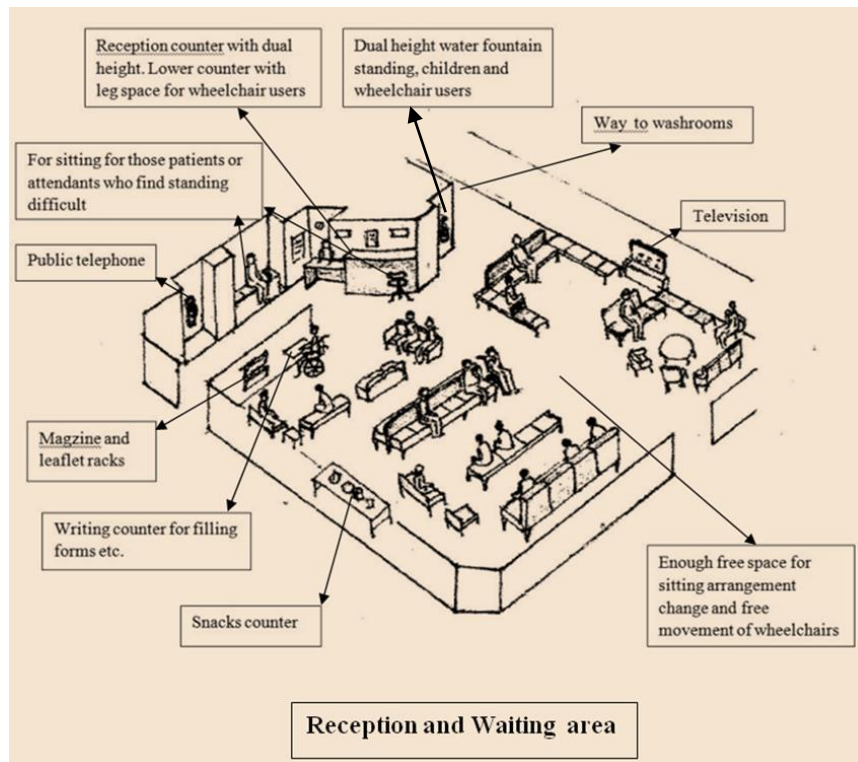 Reception counter with dual
height. Lower counter with
leg space for wheelchair users
Dual height water fountain
standing, children and
wheelchair users
Way to washrooms
For sitting for those patients or
attendants who find standing
difficult
Television
Public telephone
Magzine and
leaflet racks
Writing counter for filling
forms etc.
Snacks counter
Enough free space for
sitting arrangement
change and free
movement of wheelchairs
Reception and Waiting area